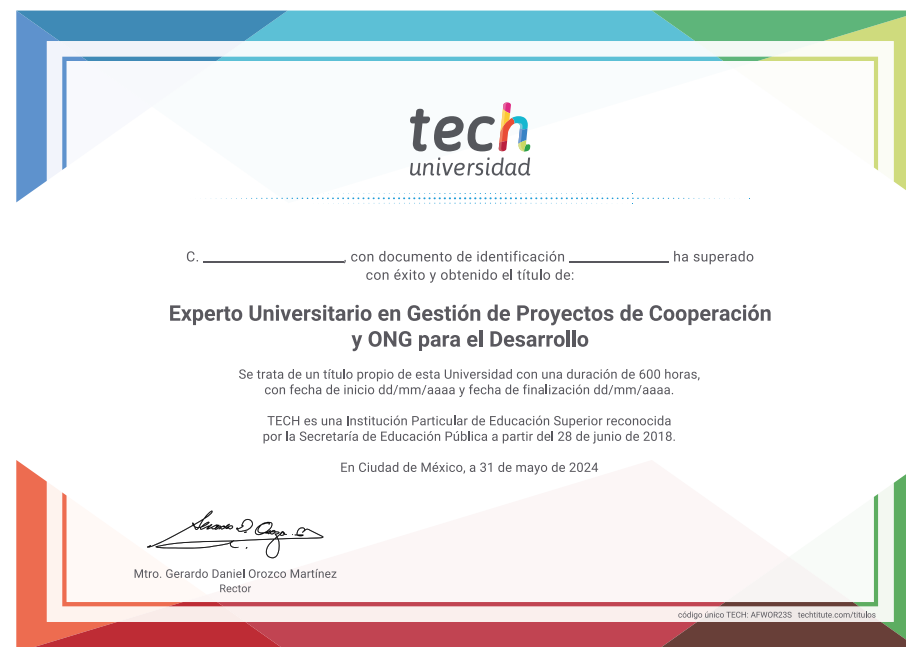 tech
universidad
C. ____________, con documento de identificación ____________ ha superado
con éxito y obtenido el título de:
Experto Universitario en Gestión de Proyectos de Cooperación
y ONG para el Desarrollo
Se trata de un título propio de esta Universidad con una duración de 600 horas,
con fecha de inicio dd/mm/aaaa y fecha de finalización dd/mm/aaaa.
TECH es una Institución Particular de Educación Superior reconocida
por la Secretaría de Educación Pública a partir del 28 de junio de 2018.
En Ciudad de México, a 31 de mayo de 2024
Mtro. Gerardo Daniel Orozco Martínez
Rector
código único TECH: AFWOR23S techtitute.com/titulos